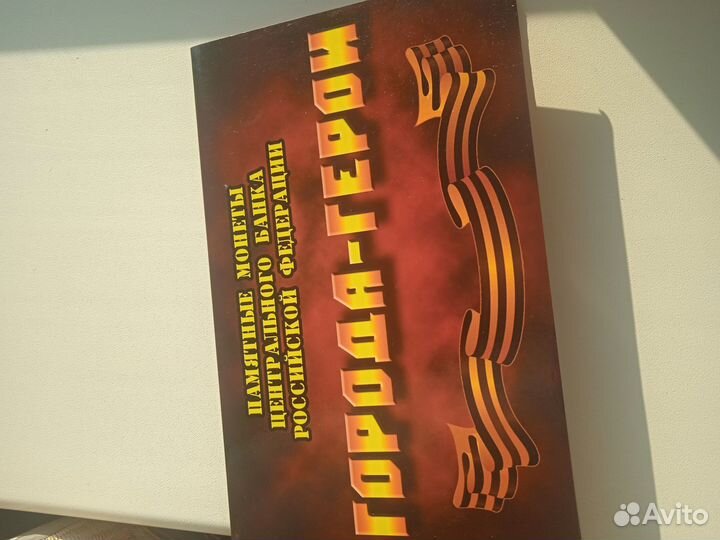 ПАМЯТНЫЕ МОНЕТЫ
ЦЕНТРАЛЬНОГО БАНКА
РОССИЙСКОЙ ФЕДЕРАЦИИ
ГОРОДА-ГЕРОИ
Avito